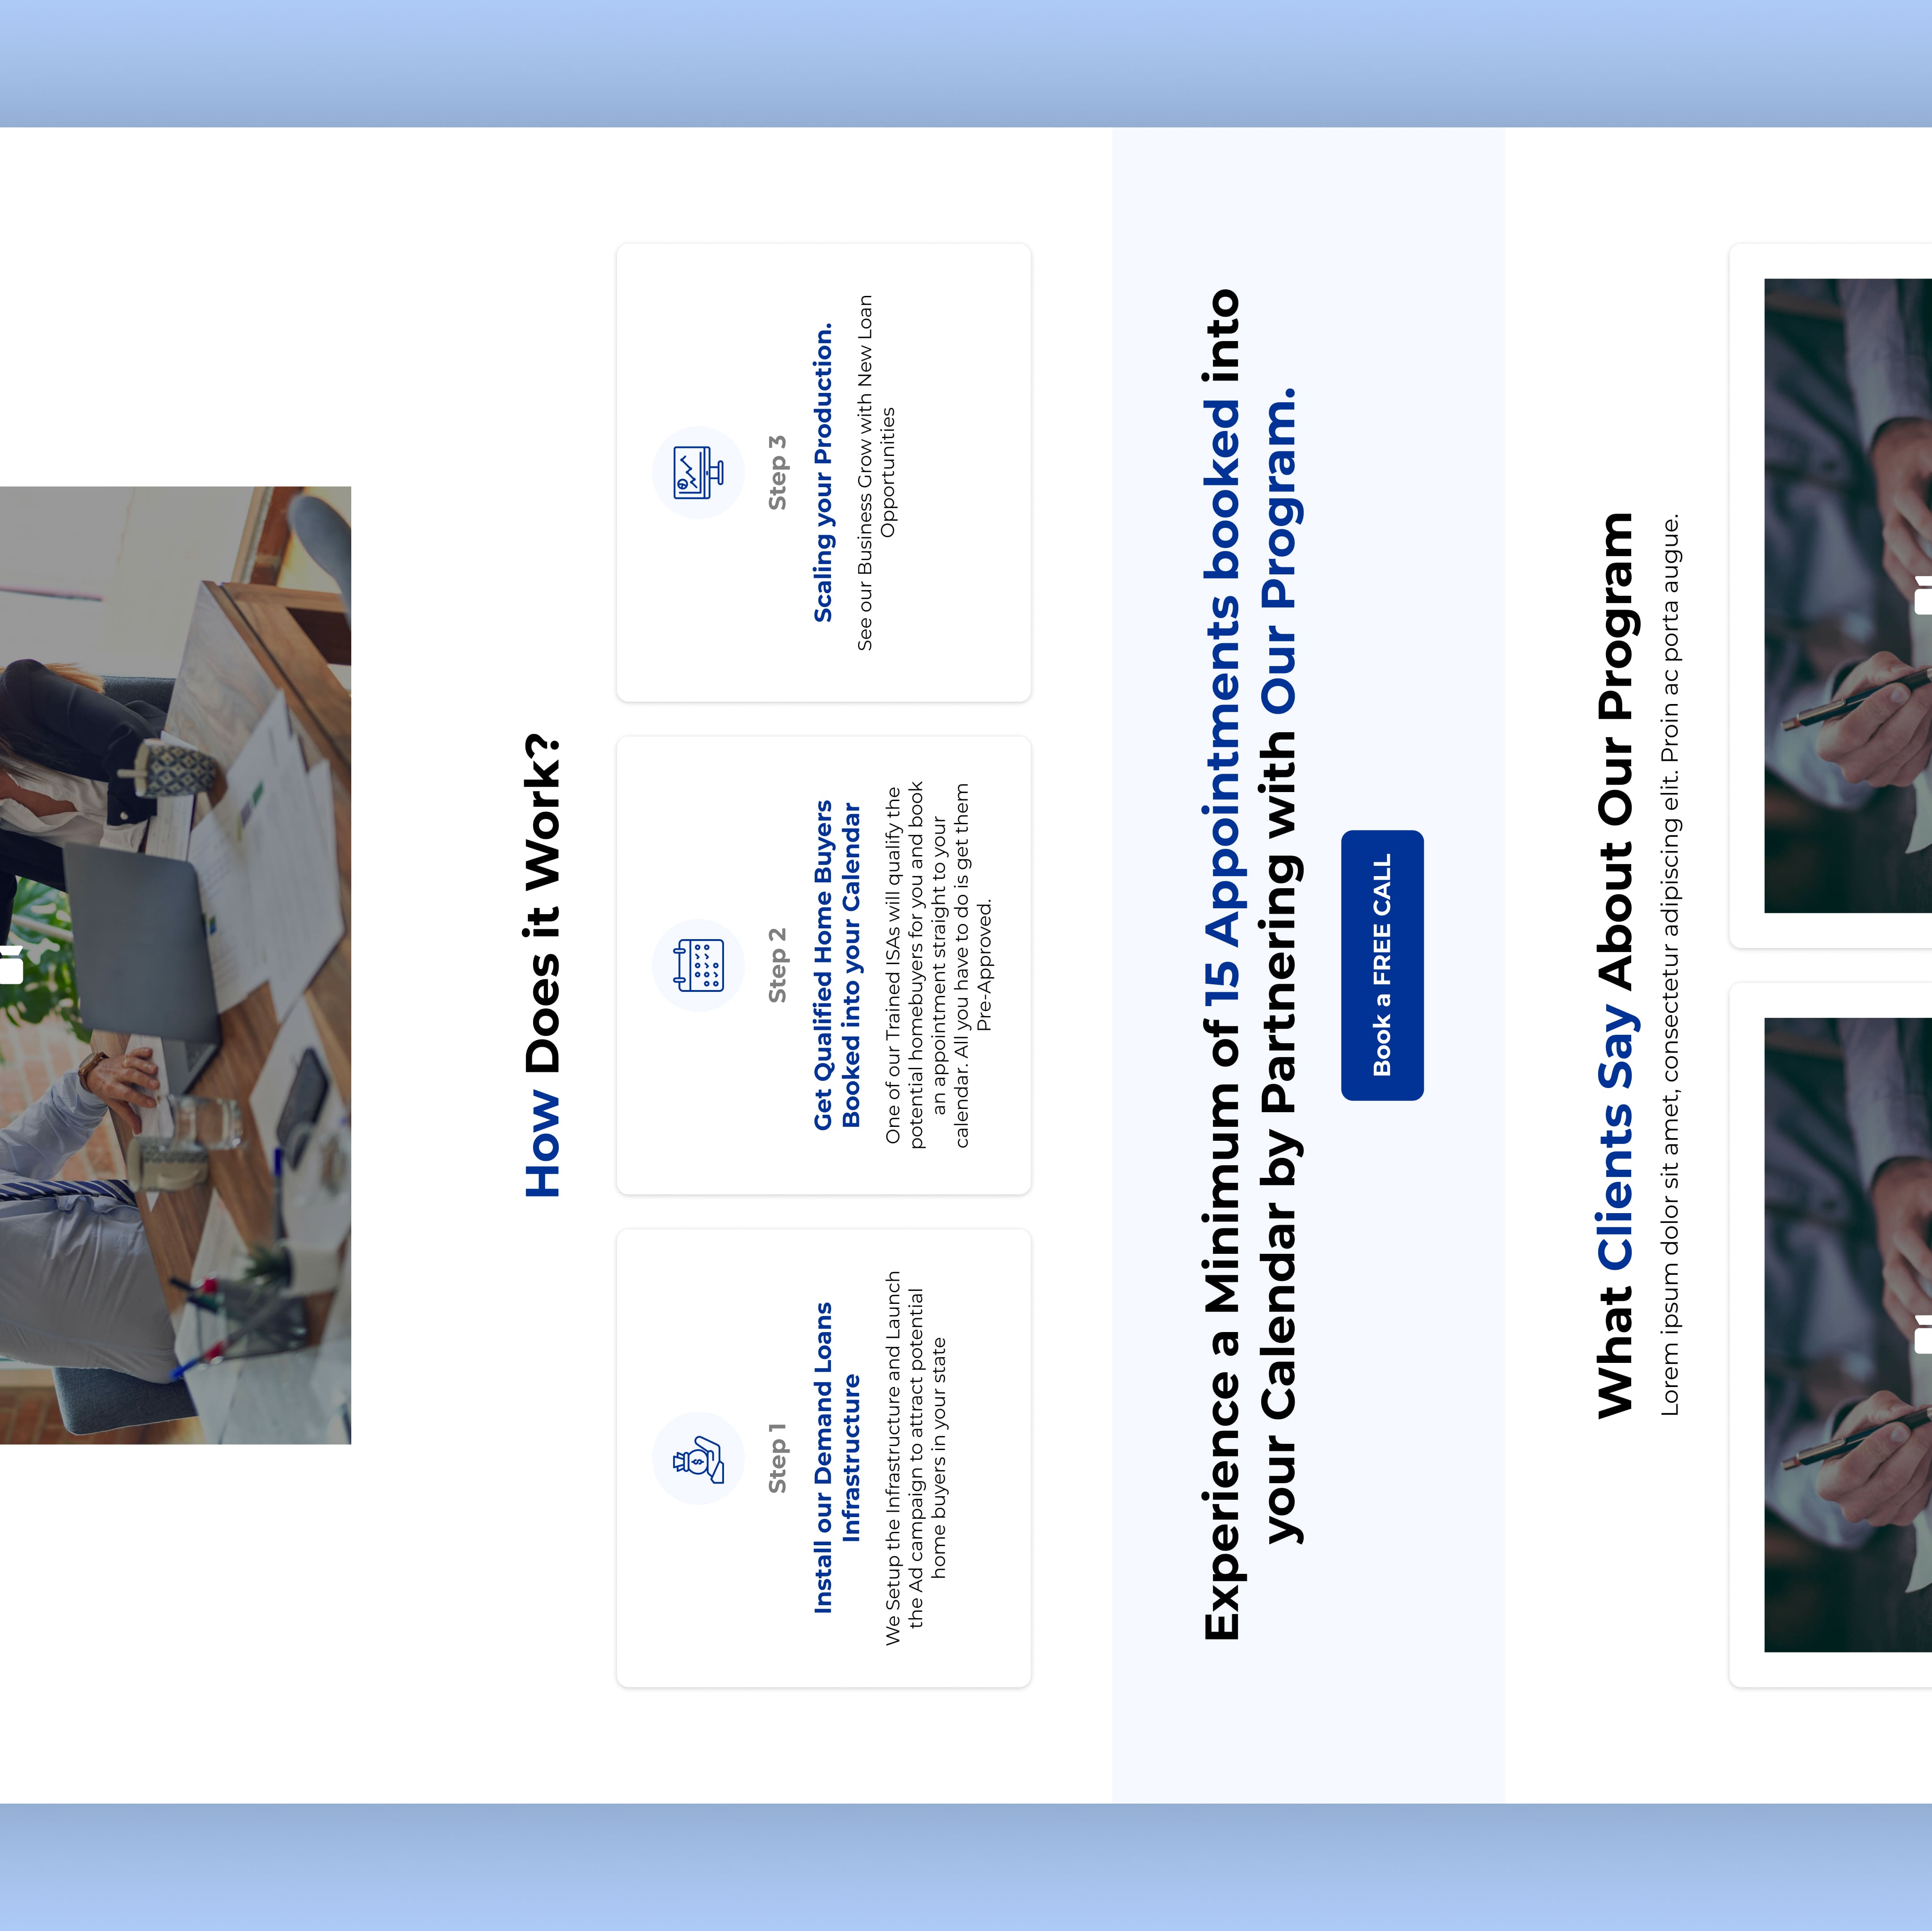 How Does it Work?
Step 1
Install our Demand Loans
Infrastructure
We Setup the Infrastructure and Launch
the Ad campaign to attract potential
home buyers in your state
Step 2
Get Qualified Home Buyers
Booked into your Calendar
One of our Trained ISAs will qualify the
potential homebuyers for you and book
an appointment straight to your
calendar. All you have to do is get them
Pre-Approved.
Step 3
Scaling your Production.
See our Business Grow with New Loan
Opportunities
Experience a Minimum of 15 Appointments booked into
your Calendar by Partnering with Our Program.
Book a FREE CALL
What Clients Say About Our Program
Lorem ipsum dolor sit amet, consectetur adipiscing elit. Proin ac porta augue.